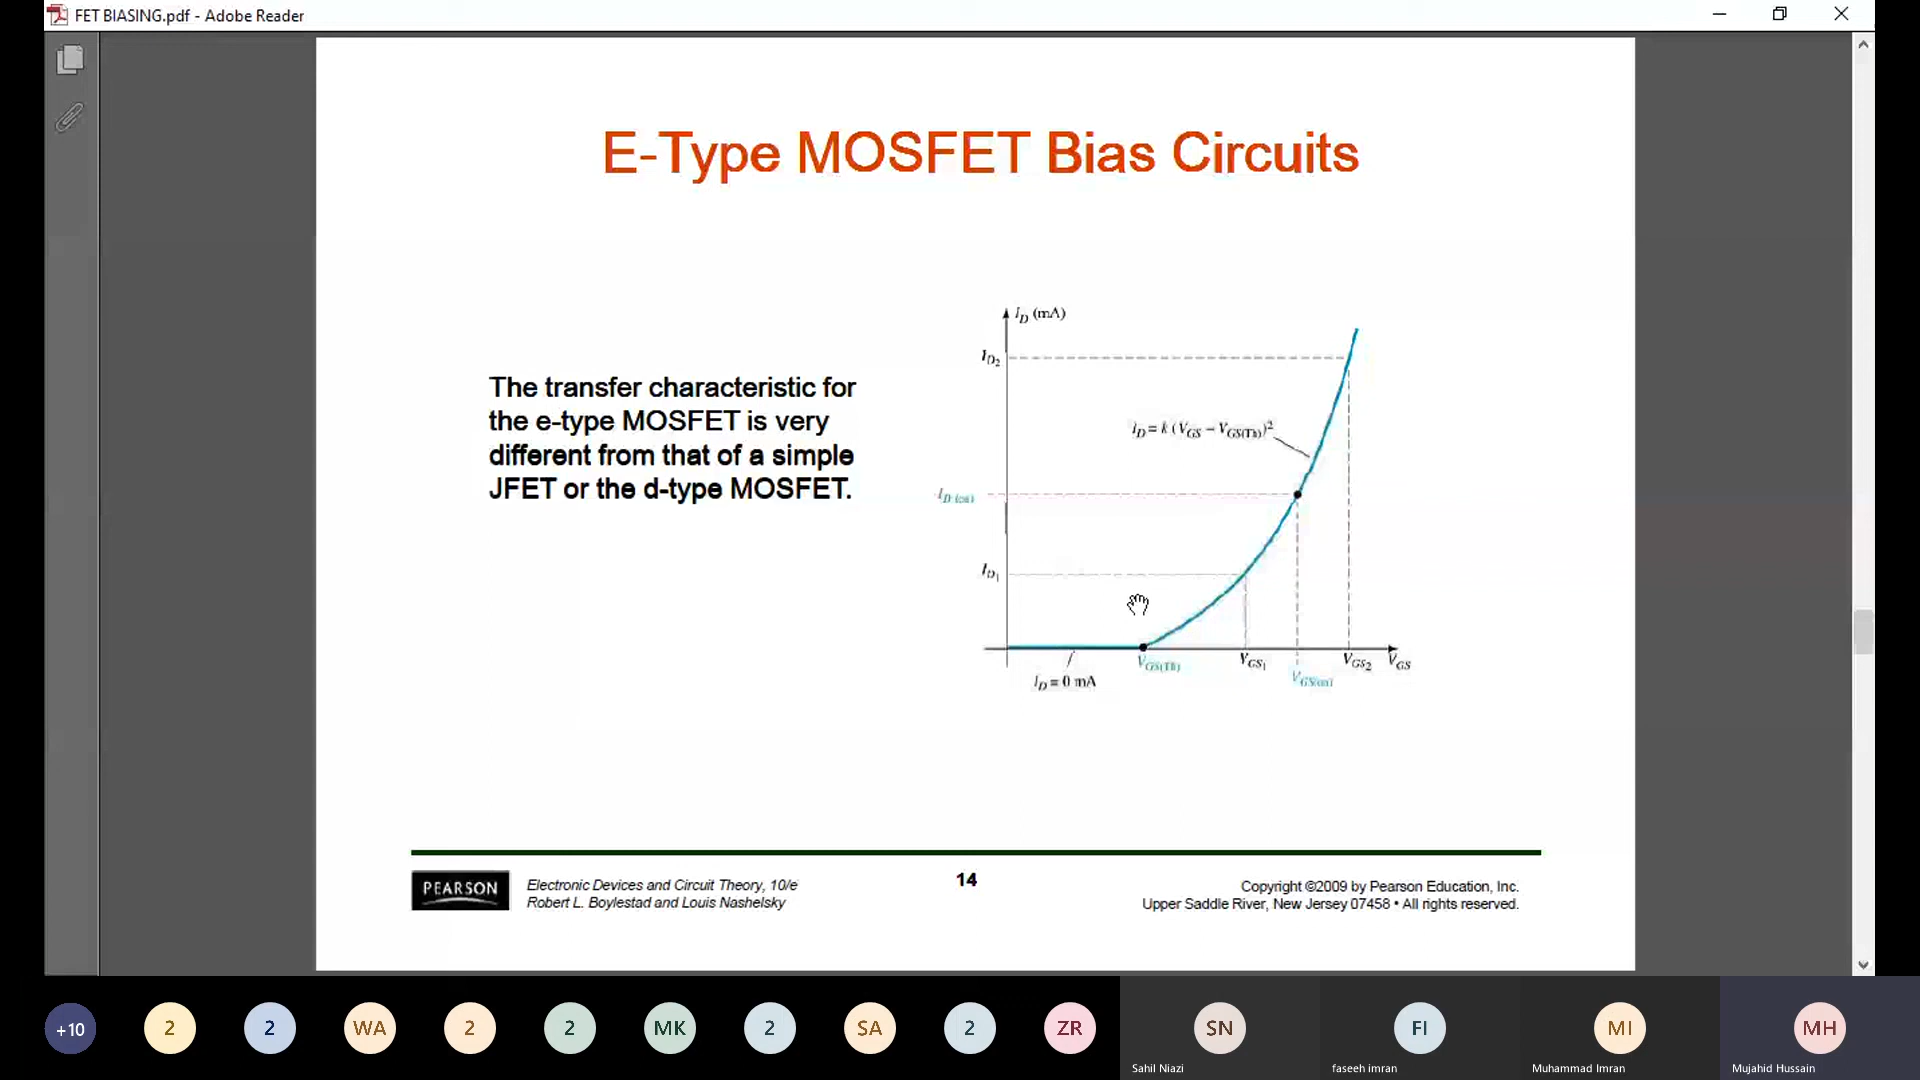 FET BIASING.pdf - Adobe Reader
E-Type MOSFET Bias Circuits
The transfer characteristic for
the e-type MOSFET is very
different from that of a simple
JFET or the d-type MOSFET.
I_D (mA)
I_D2
I_D = k (V_GS – V_GS(Th))²
I_D (on)
I_D1
V_GS(Th)
V_GS1
V_GS2
V_GS
I_D = 0 mA
V_GS(on)
PEARSON
Electronic Devices and Circuit Theory, 10/e
Robert L. Boylestad and Louis Nashelsky
14
Copyright ©2009 by Pearson Education, Inc.
Upper Saddle River, New Jersey 07458 • All rights reserved.
+10
2
2
WA
2
2
MK
2
SA
2
ZR
SN
FI
MI
MH
Sahil Niazi
faseeh imran
Muhammad Imran
Mujahid Hussain